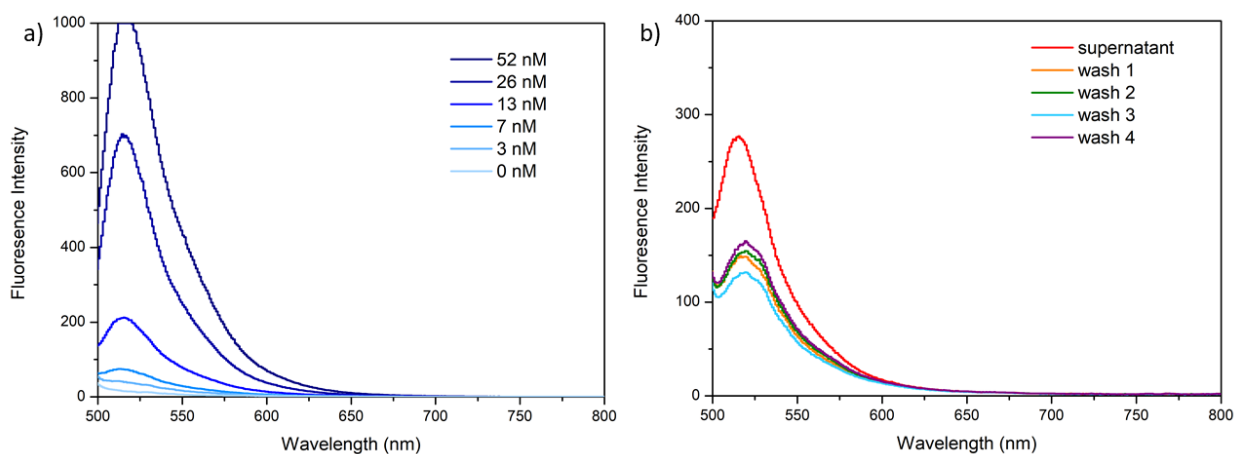 a)
1000
800
600
400
200
0
Fluoresence Intensity
500
550
600
650
700
750
800
Wavelength (nm)
52 nM
26 nM
13 nM
7 nM
3 nM
0 nM
b)
400
300
250
200
100
0
Fluoresence Intensity
500
550
600
650
700
750
800
Wavelength (nm)
supernatant
wash 1
wash 2
wash 3
wash 4